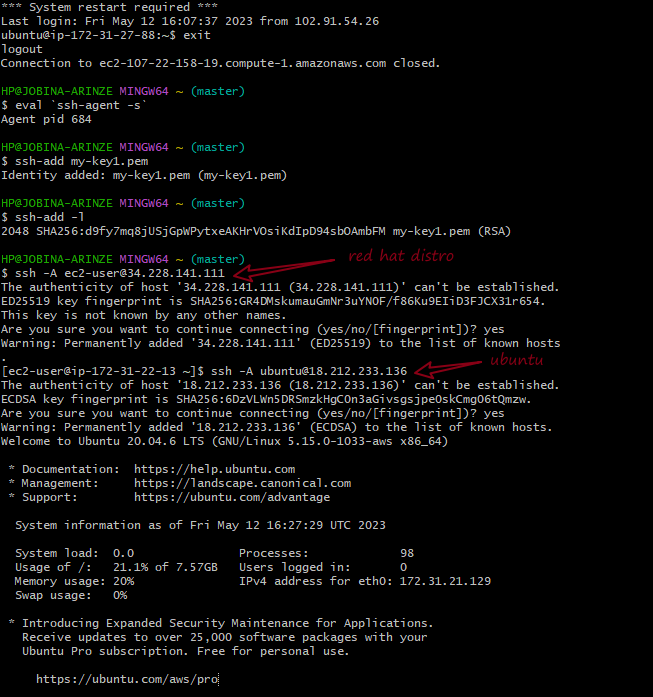 *** System restart required ***
Last login: Fri May 12 16:07:37 2023 from 102.91.54.26
ubuntu@ip-172-31-27-88:~$ exit
logout
Connection to ec2-107-22-158-19.compute-1.amazonaws.com closed.
HP@JOBINA-ARINZE MINGW64 ~ (master)
$ eval `ssh-agent -s`
Agent pid 684
HP@JOBINA-ARINZE MINGW64 ~ (master)
$ ssh-add my-key1.pem
Identity added: my-key1.pem (my-key1.pem)
HP@JOBINA-ARINZE MINGW64 ~ (master)
$ ssh-add -l
2048 SHA256:d9fy7mq8jUSjGpWPytxeAKHrVOsiKdIpD94sbOAmbFM my-key1.pem (RSA)
HP@JOBINA-ARINZE MINGW64 ~ (master)
red hat distro
$ ssh -A ec2-user@34.228.141.111
The authenticity of host '34.228.141.111 (34.228.141.111)' can't be established.
ED25519 key fingerprint is SHA256:GR4DMskumauGmNr3uYNOF/f86Ku9EIiD3FJCX31r654.
This key is not known by any other names.
Are you sure you want to continue connecting (yes/no/[fingerprint])? yes
Warning: Permanently added '34.228.141.111' (ED25519) to the list of known hosts
.
ubuntu
[ec2-user@ip-172-31-22-13 ~]$ ssh -A ubuntu@18.212.233.136
The authenticity of host '18.212.233.136 (18.212.233.136)' can't be established.
ECDSA key fingerprint is SHA256:6DzVLWn5DRSmzkHgCOn3aGivsgsjpeOskCmgO6tQmzw.
Are you sure you want to continue connecting (yes/no/[fingerprint])? yes
Warning: Permanently added '18.212.233.136' (ECDSA) to the list of known hosts.
Welcome to Ubuntu 20.04.6 LTS (GNU/Linux 5.15.0-1033-aws x86_64)
* Documentation: https://help.ubuntu.com
* Management: https://landscape.canonical.com
* Support: https://ubuntu.com/advantage
System information as of Fri May 12 16:27:29 UTC 2023
System load: 0.0 Processes: 98
Usage of /: 21.1% of 7.57GB Users logged in: 0
Memory usage: 20% IPv4 address for eth0: 172.31.21.129
Swap usage: 0%
* Introducing Expanded Security Maintenance for Applications.
Receive updates to over 25,000 software packages with your
Ubuntu Pro subscription. Free for personal use.
https://ubuntu.com/aws/pro